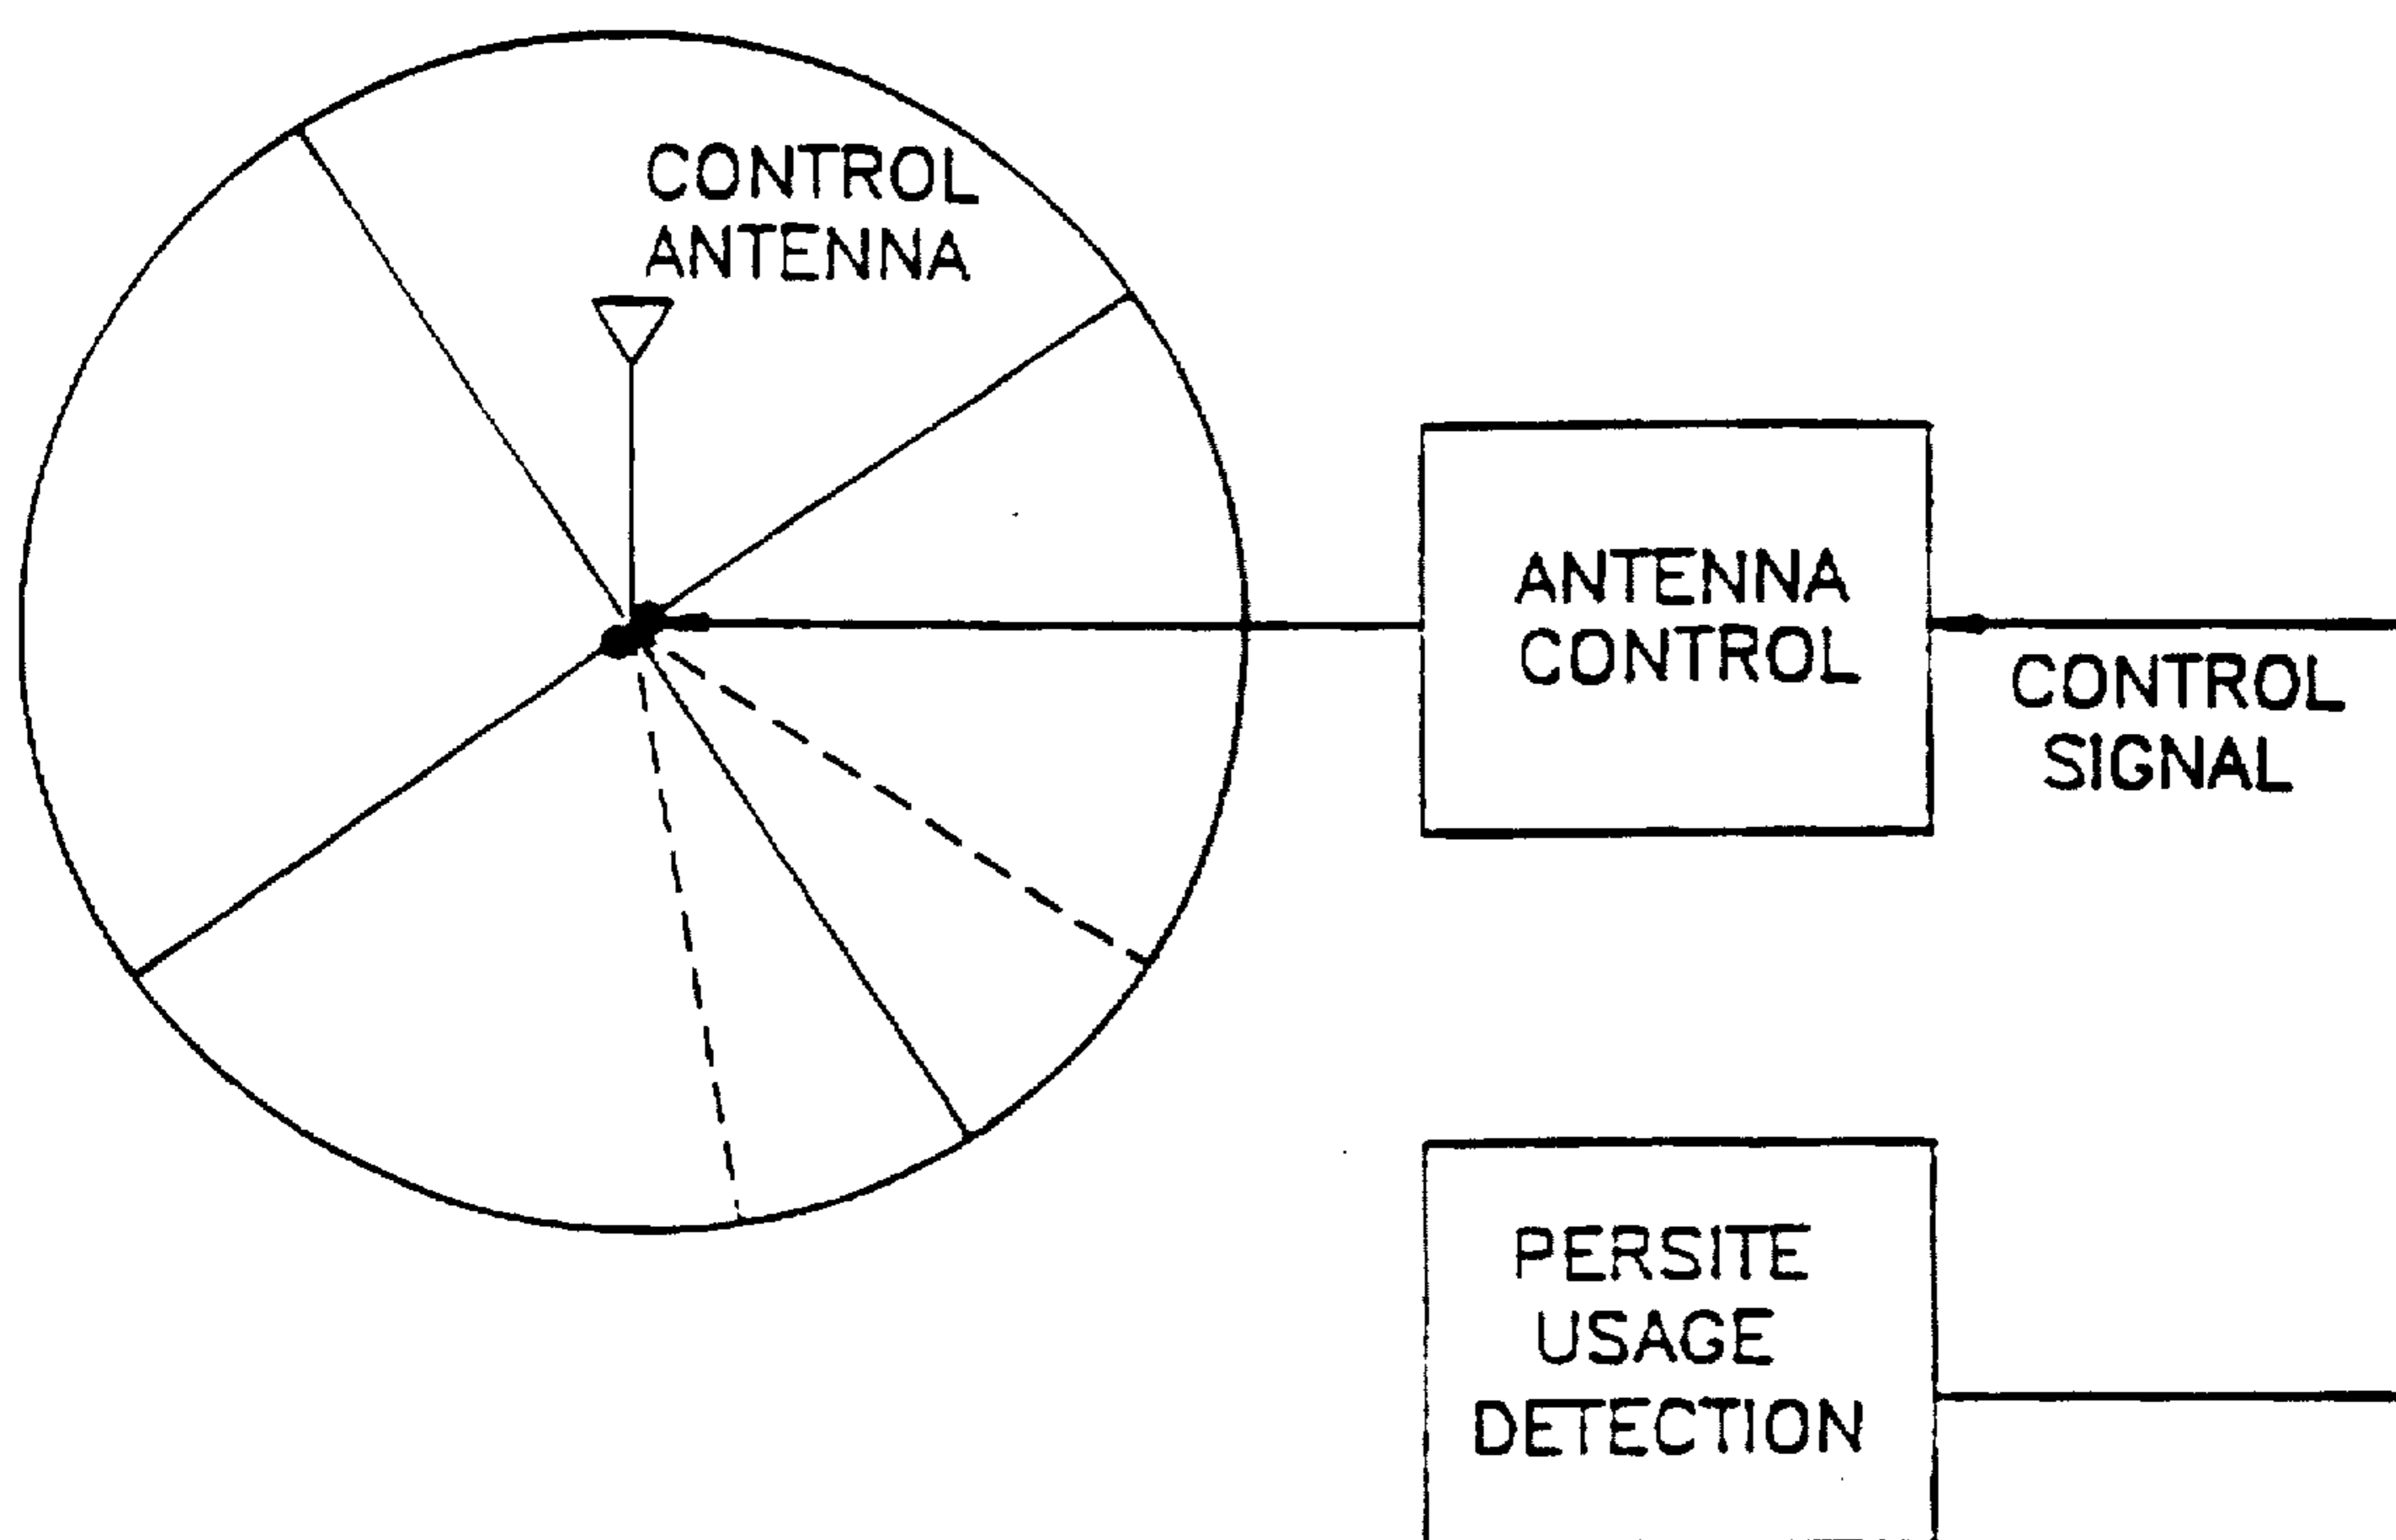 CONTROL
ANTENNA
ANTENNA
CONTROL
CONTROL
SIGNAL
PERSITE
USAGE
DETECTION